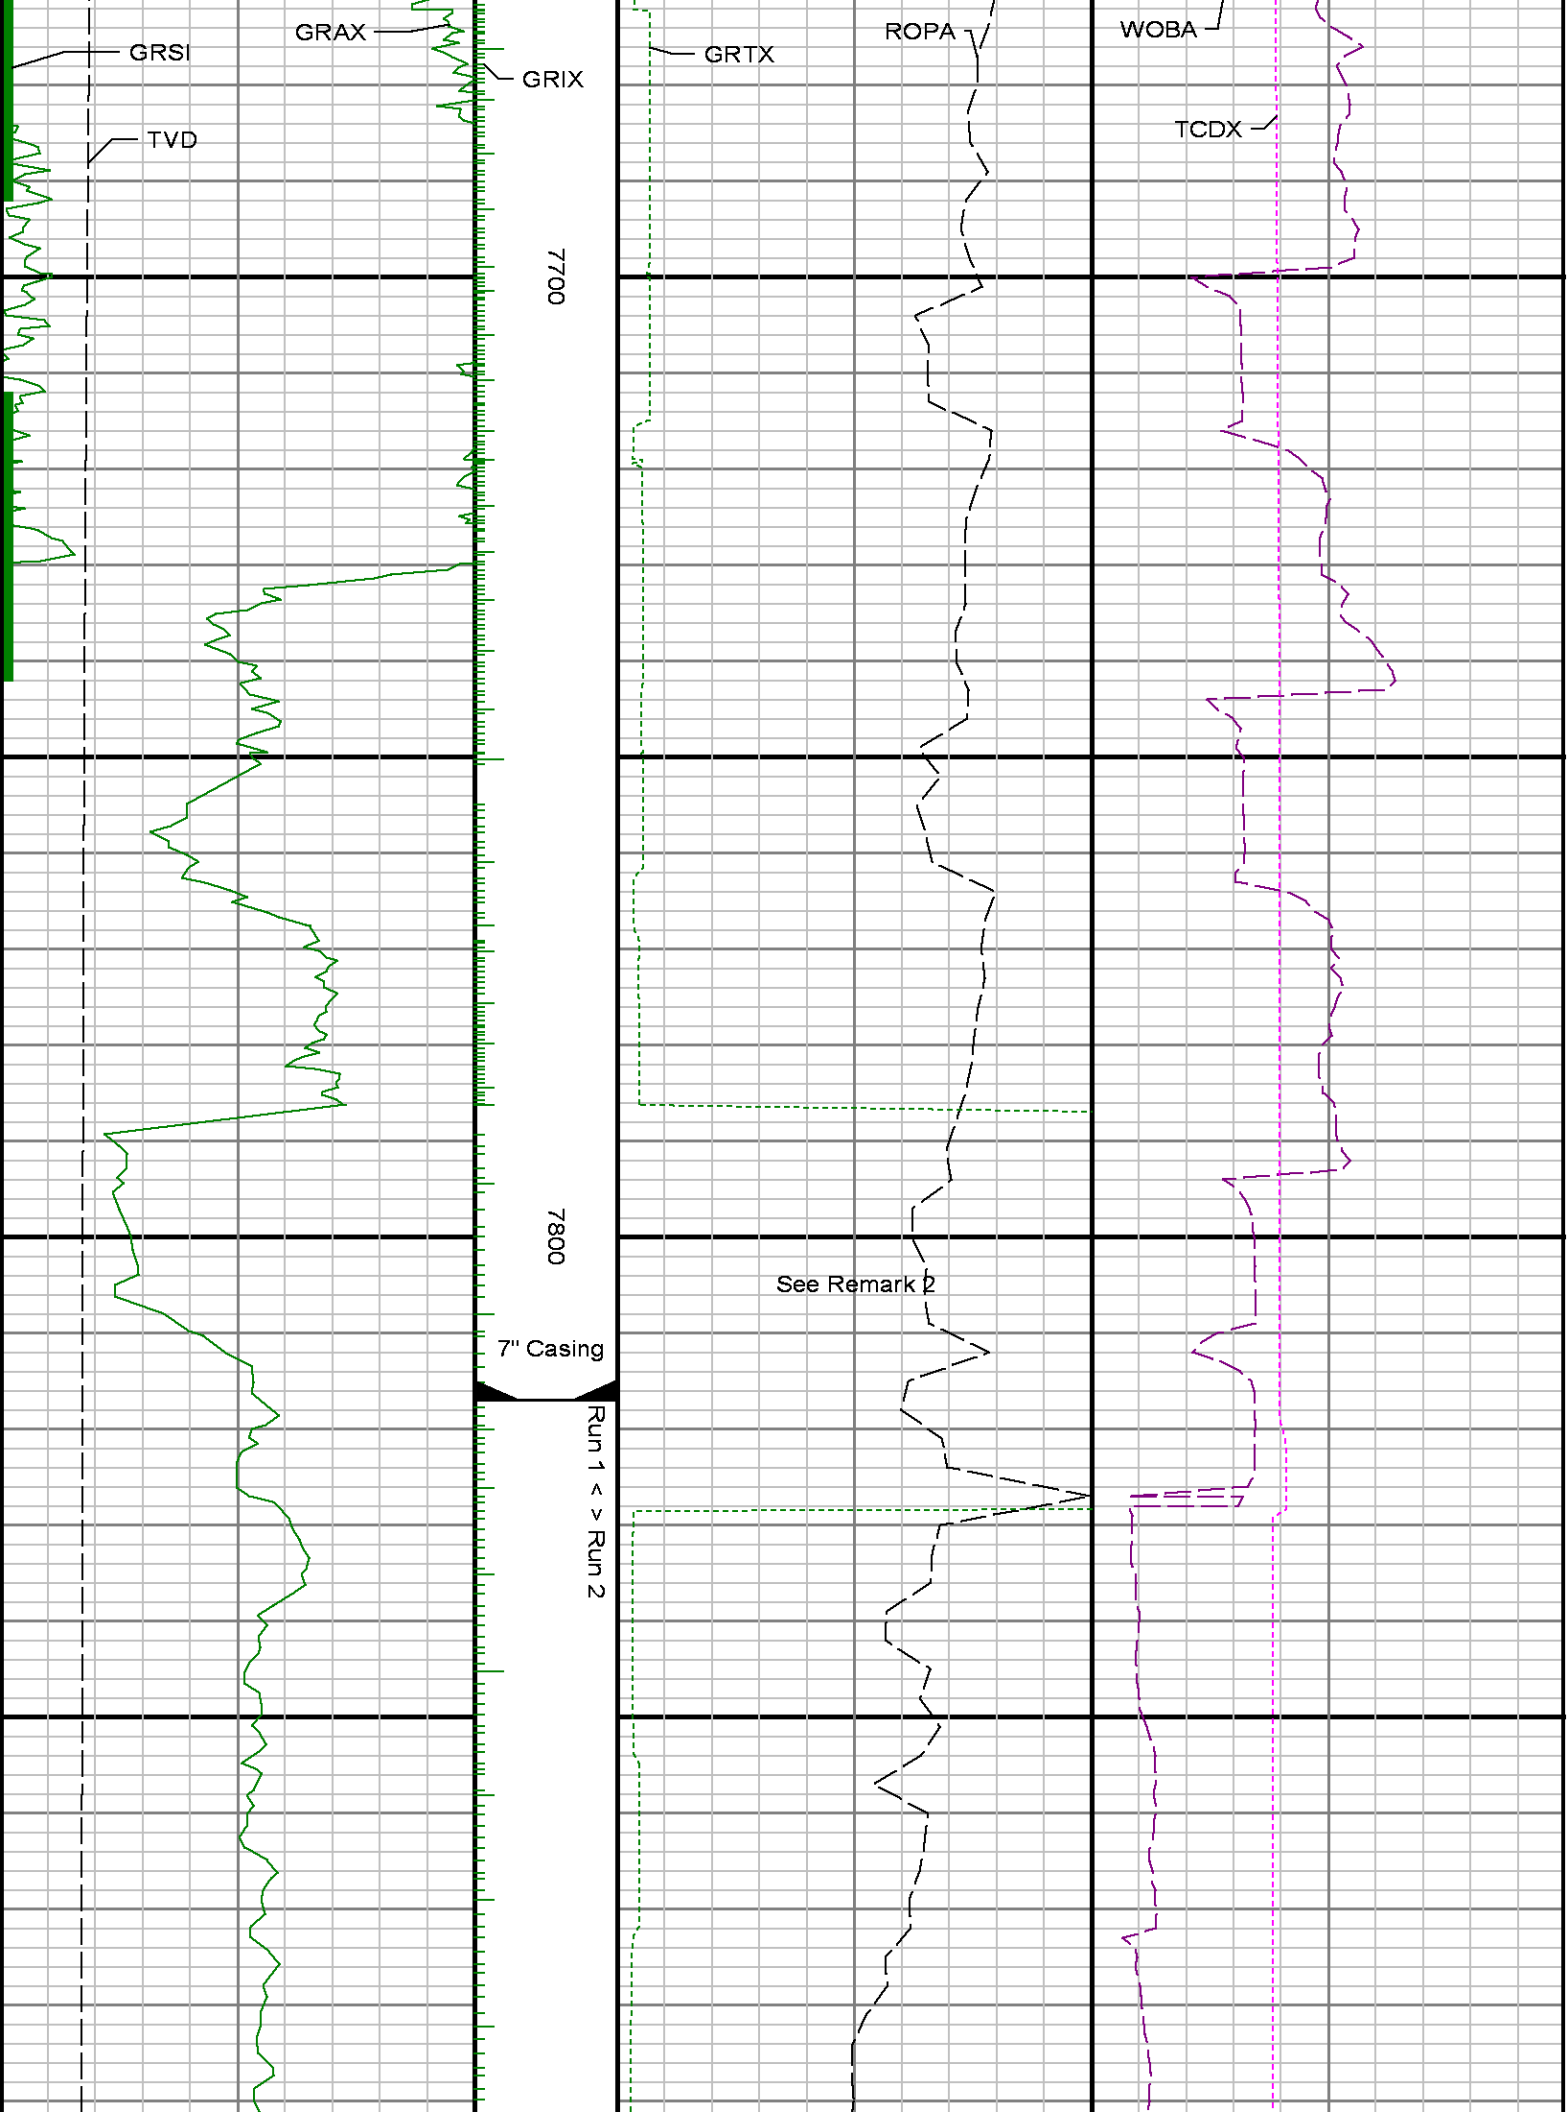 GRAX
ROPA
WOBA
GRSI
GRTX
GRIX
TCDX
TVD
7700
7800
See Remark 2
7" Casing
Run 1 < > Run 2